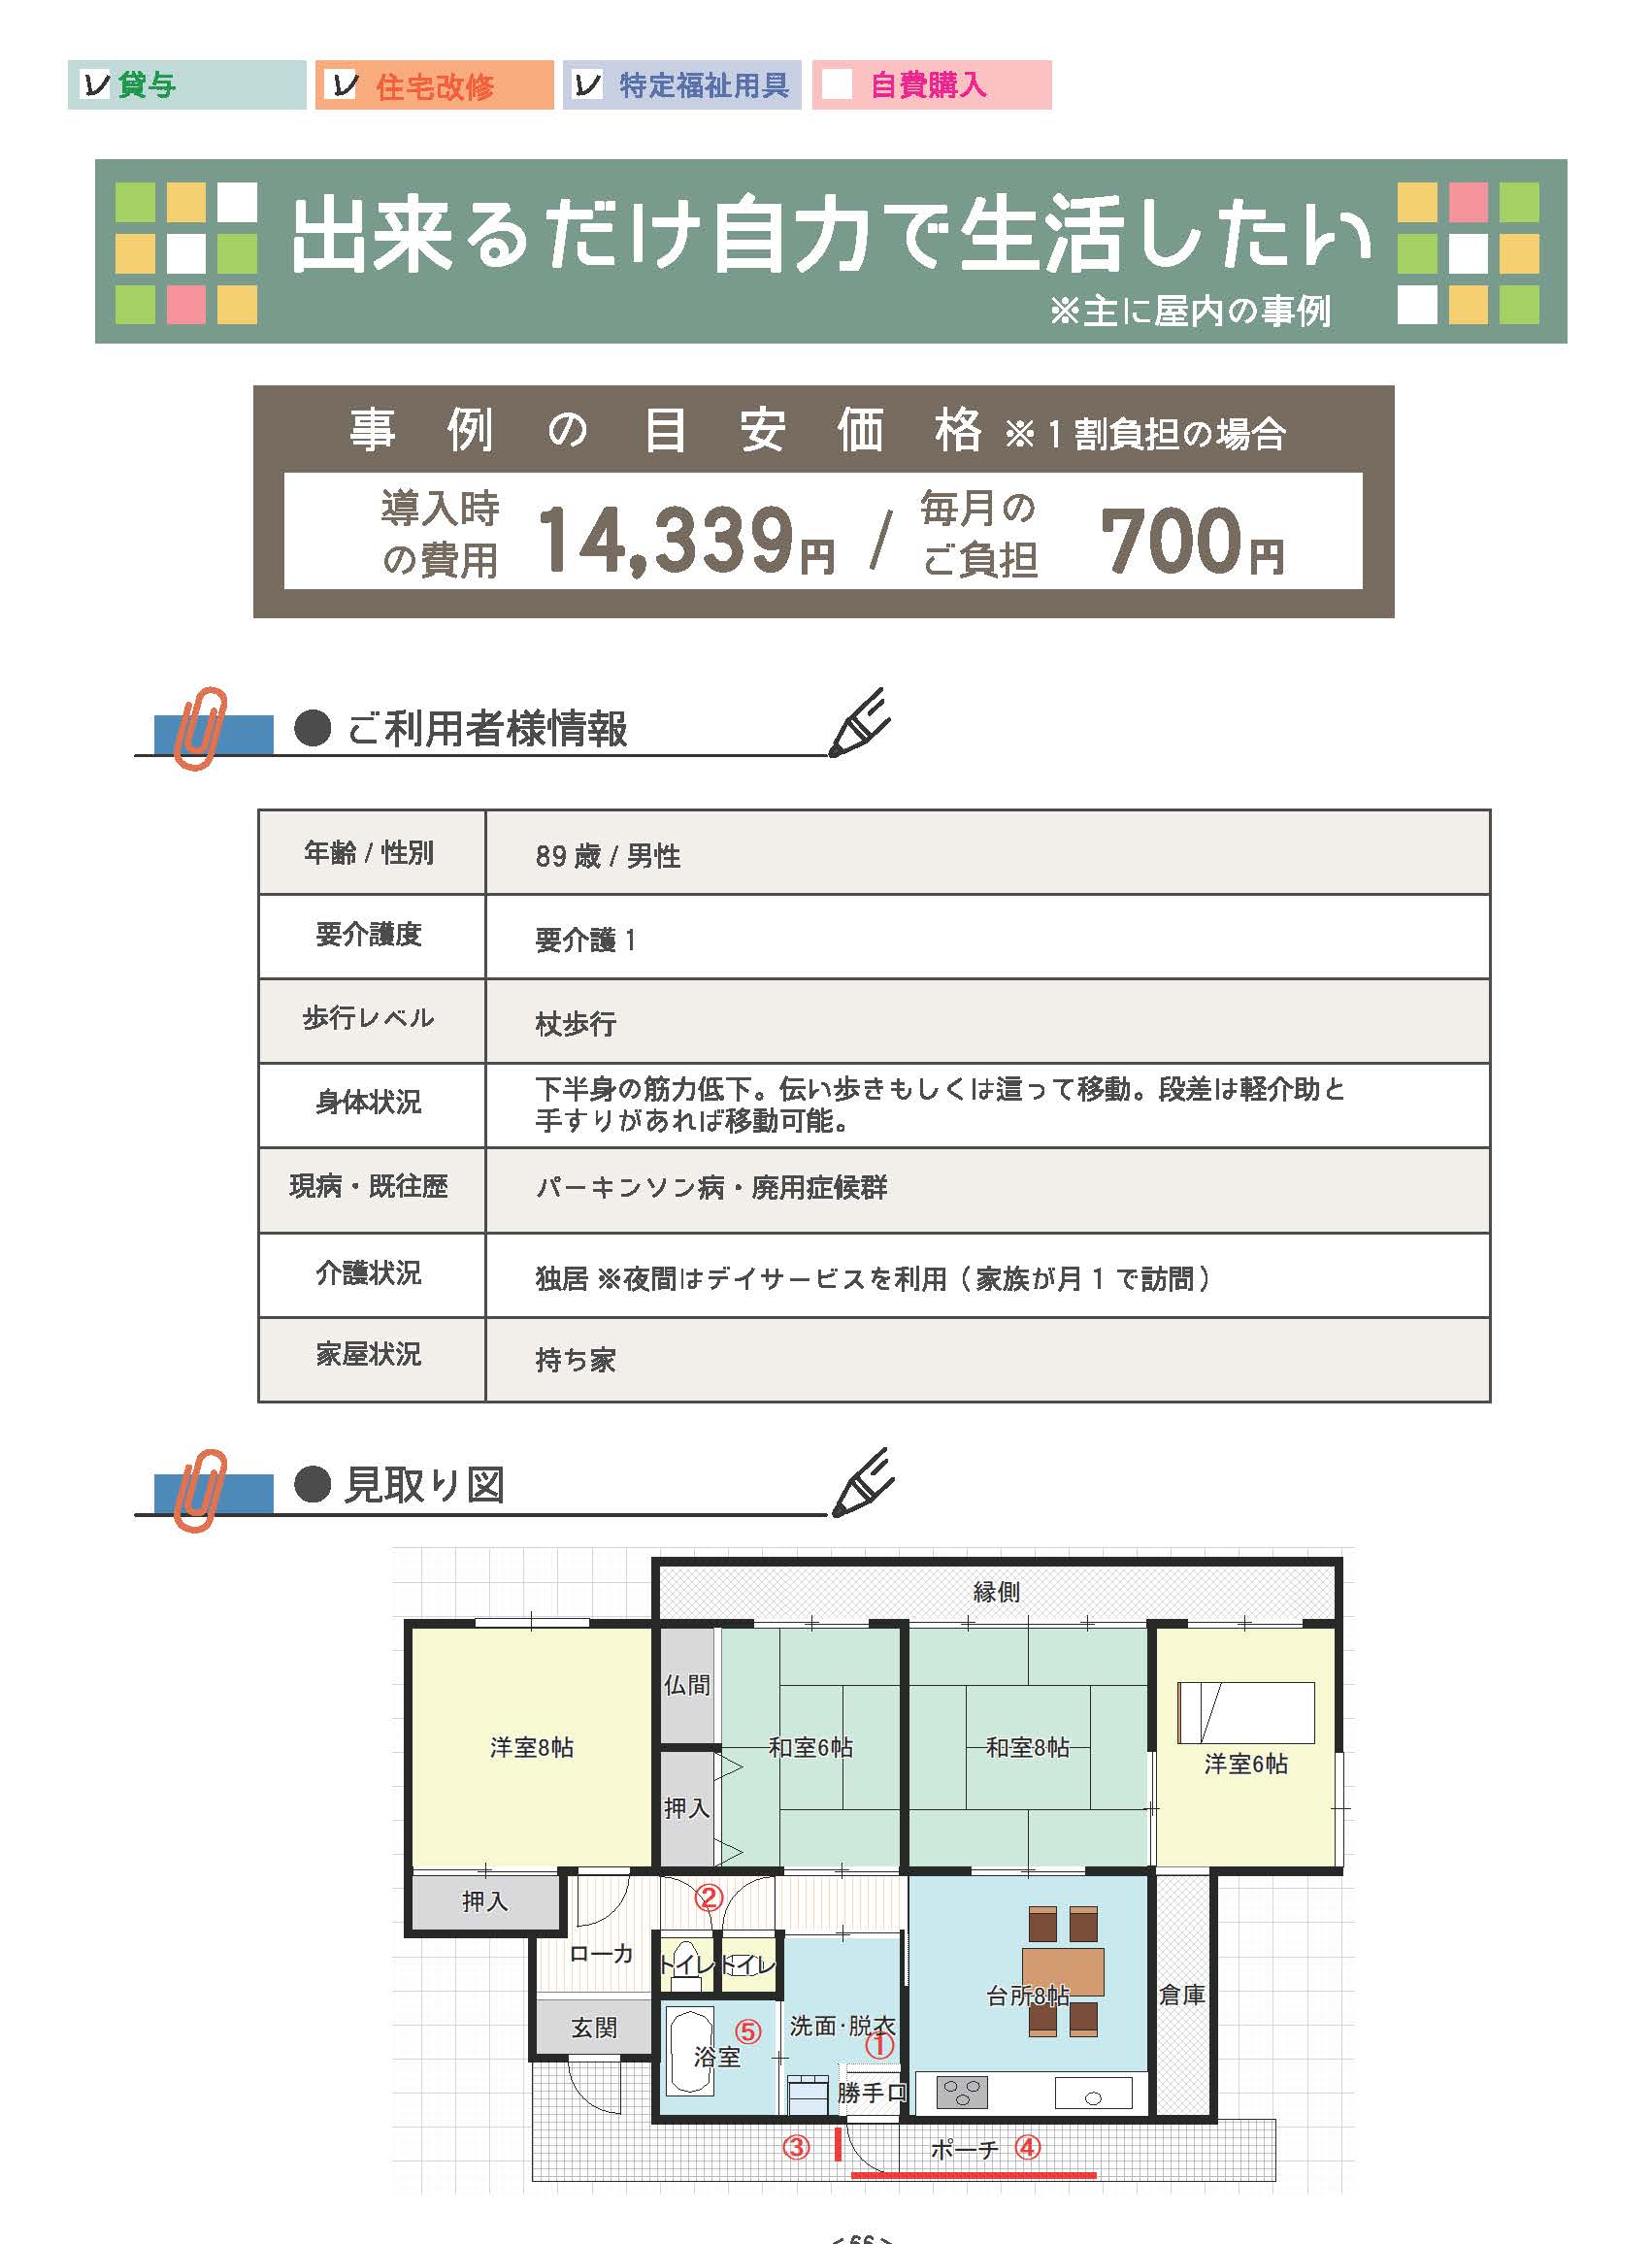 レ 貸与 レ 住宅改修 レ 特定福祉用具 自費購入
出来るだけ自力で生活したい
※主に屋内の事例
事例の目安価格 ※1割負担の場合
導入時の費用 14,339円 / 毎月のご負担 700円
● ご利用者様情報
年齢 / 性別 89 歳 / 男性
要介護度 要介護 1
歩行レベル 杖歩行
身体状況 下半身の筋力低下。伝い歩きもしくは這って移動。段差は軽介助と
手すりがあれば移動可能。
現病・既往歴 パーキンソン病・廃用症候群
介護状況 独居 ※夜間はデイサービスを利用 ( 家族が月 1 で訪問 )
家屋状況 持ち家
● 見取り図
縁側
仏間
洋室8帖 和室6帖 和室8帖 洋室6帖
押入
押入 ②
ローカ トイレ トイレ
台所8帖 倉庫
玄関 ⑤ 洗面・脱衣
浴室 ①
勝手口
③ ポーチ ④
<66>